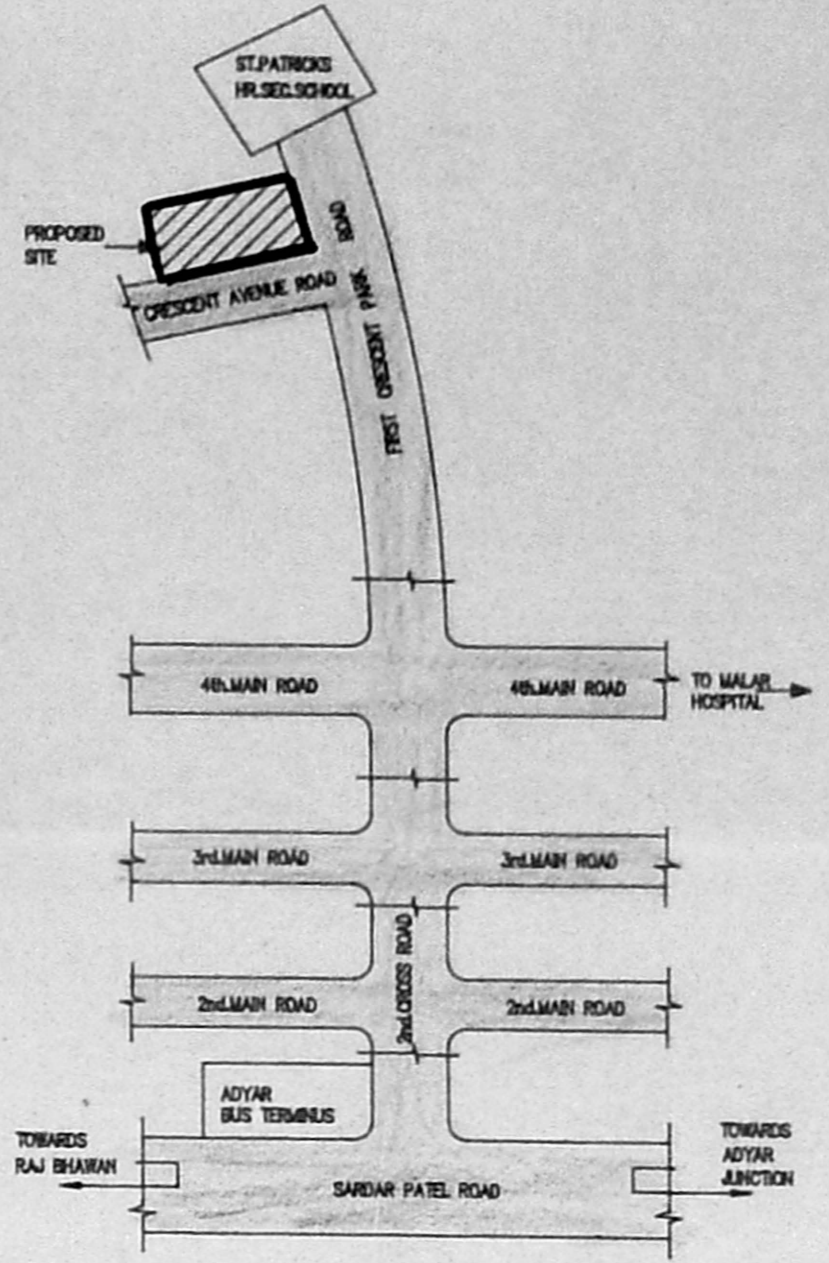 ST.PATRICKS
HR.SEC.SCHOOL
PROPOSED
SITE
CRESCENT AVENUE ROAD
FIRST CRESCENT PARK ROAD
4th.MAIN ROAD
4th.MAIN ROAD
TO MALAR
HOSPITAL
3rd.MAIN ROAD
3rd.MAIN ROAD
2nd.CROSS ROAD
2nd.MAIN ROAD
2nd.MAIN ROAD
ADYAR
BUS TERMINUS
TOWARDS
RAJ BHAWAN
TOWARDS
ADYAR
JUNCTION
SARDAR PATEL ROAD